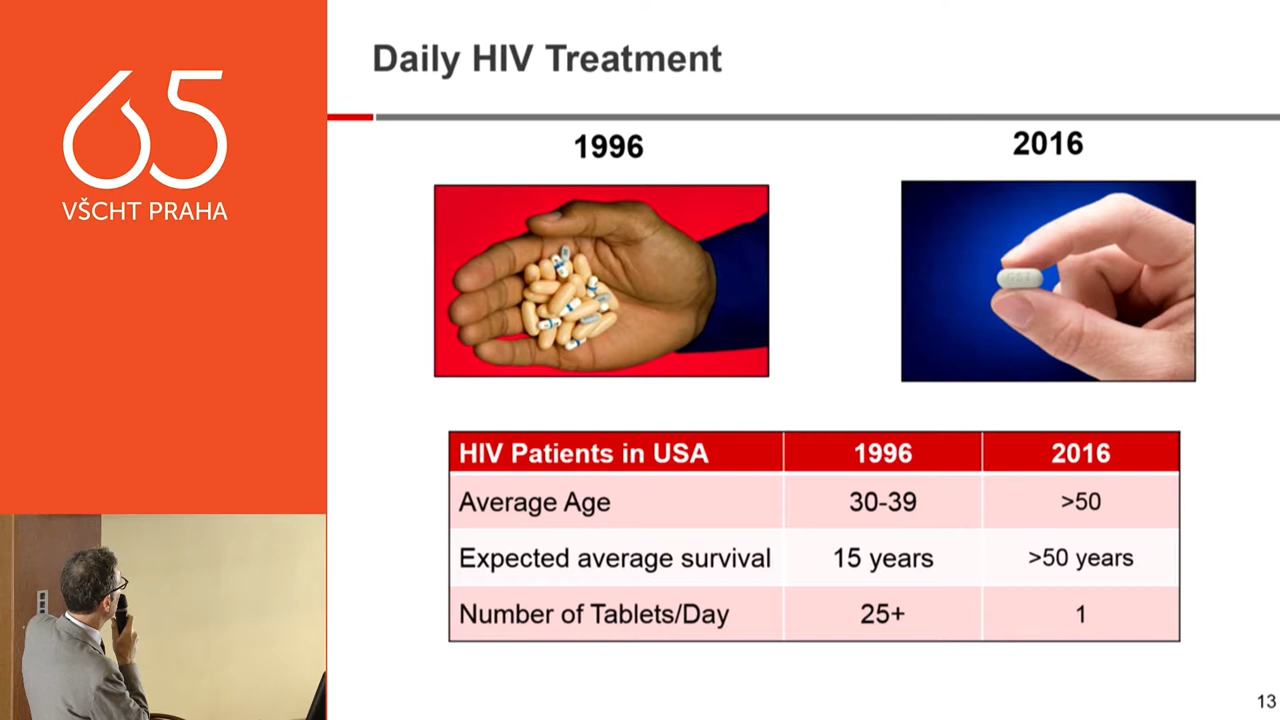 65
VŠCHT PRAHA
Daily HIV Treatment
1996
2016
HIV Patients in USA 1996 2016
Average Age 30-39 >50
Expected average survival 15 years >50 years
Number of Tablets/Day 25+ 1
13